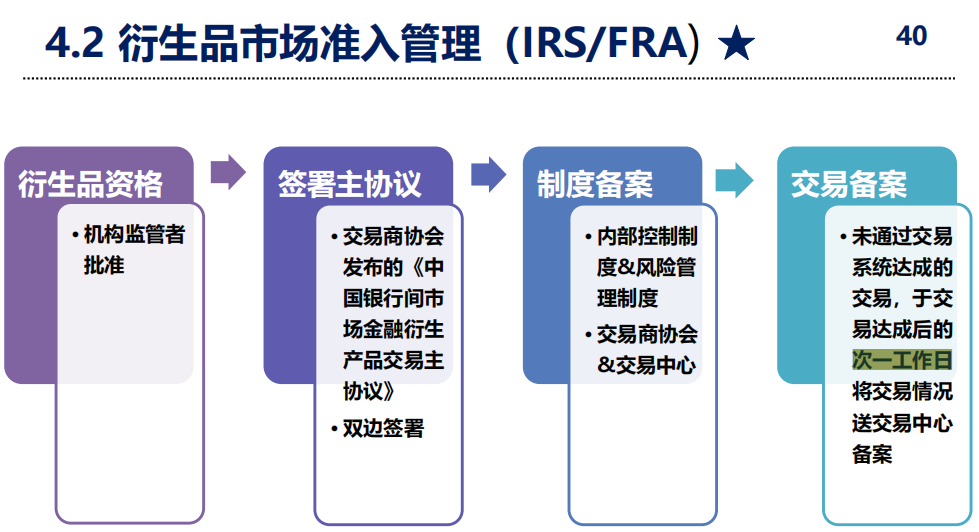 4.2 衍生品市场准入管理（IRS/FRA）★
40
衍生品资格
• 机构监管者
批准
签署主协议
• 交易商协会
发布的《中
国银行间市
场金融衍生
产品交易主
协议》
• 双边签署
制度备案
• 内部控制制
度&风险管
理制度
• 交易商协会
&交易中心
交易备案
• 未通过交易
系统达成的
交易，于交
易达成后的
次一工作日
将交易情况
送交易中心
备案